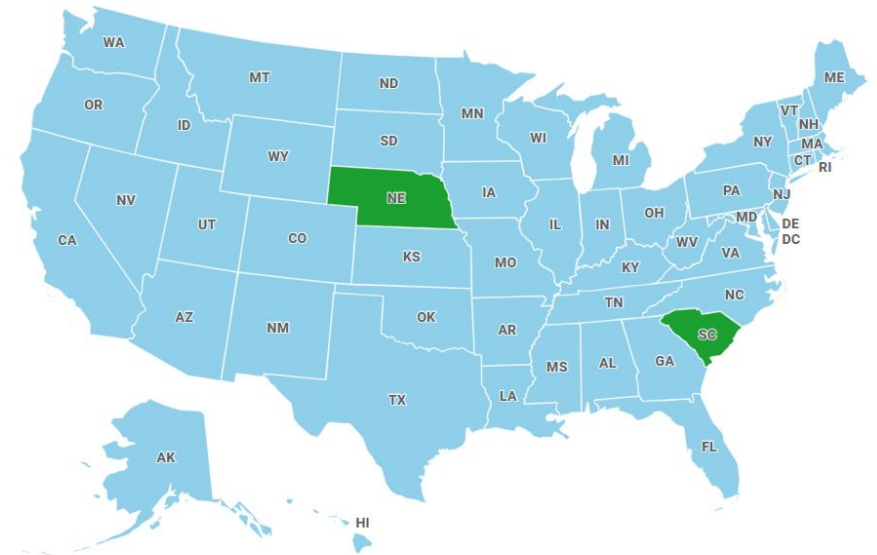 WA
MT
ND
MN
ME
OR
ID
SD
WI
MI
VT
NH
NY
MA
CT
RI
WY
NE
IA
PA
NJ
NV
UT
CO
IL
IN
OH
MD
DE
DC
CA
KS
MO
WV
VA
KY
AZ
NM
OK
AR
TN
NC
SC
TX
LA
MS
AL
GA
FL
AK
HI